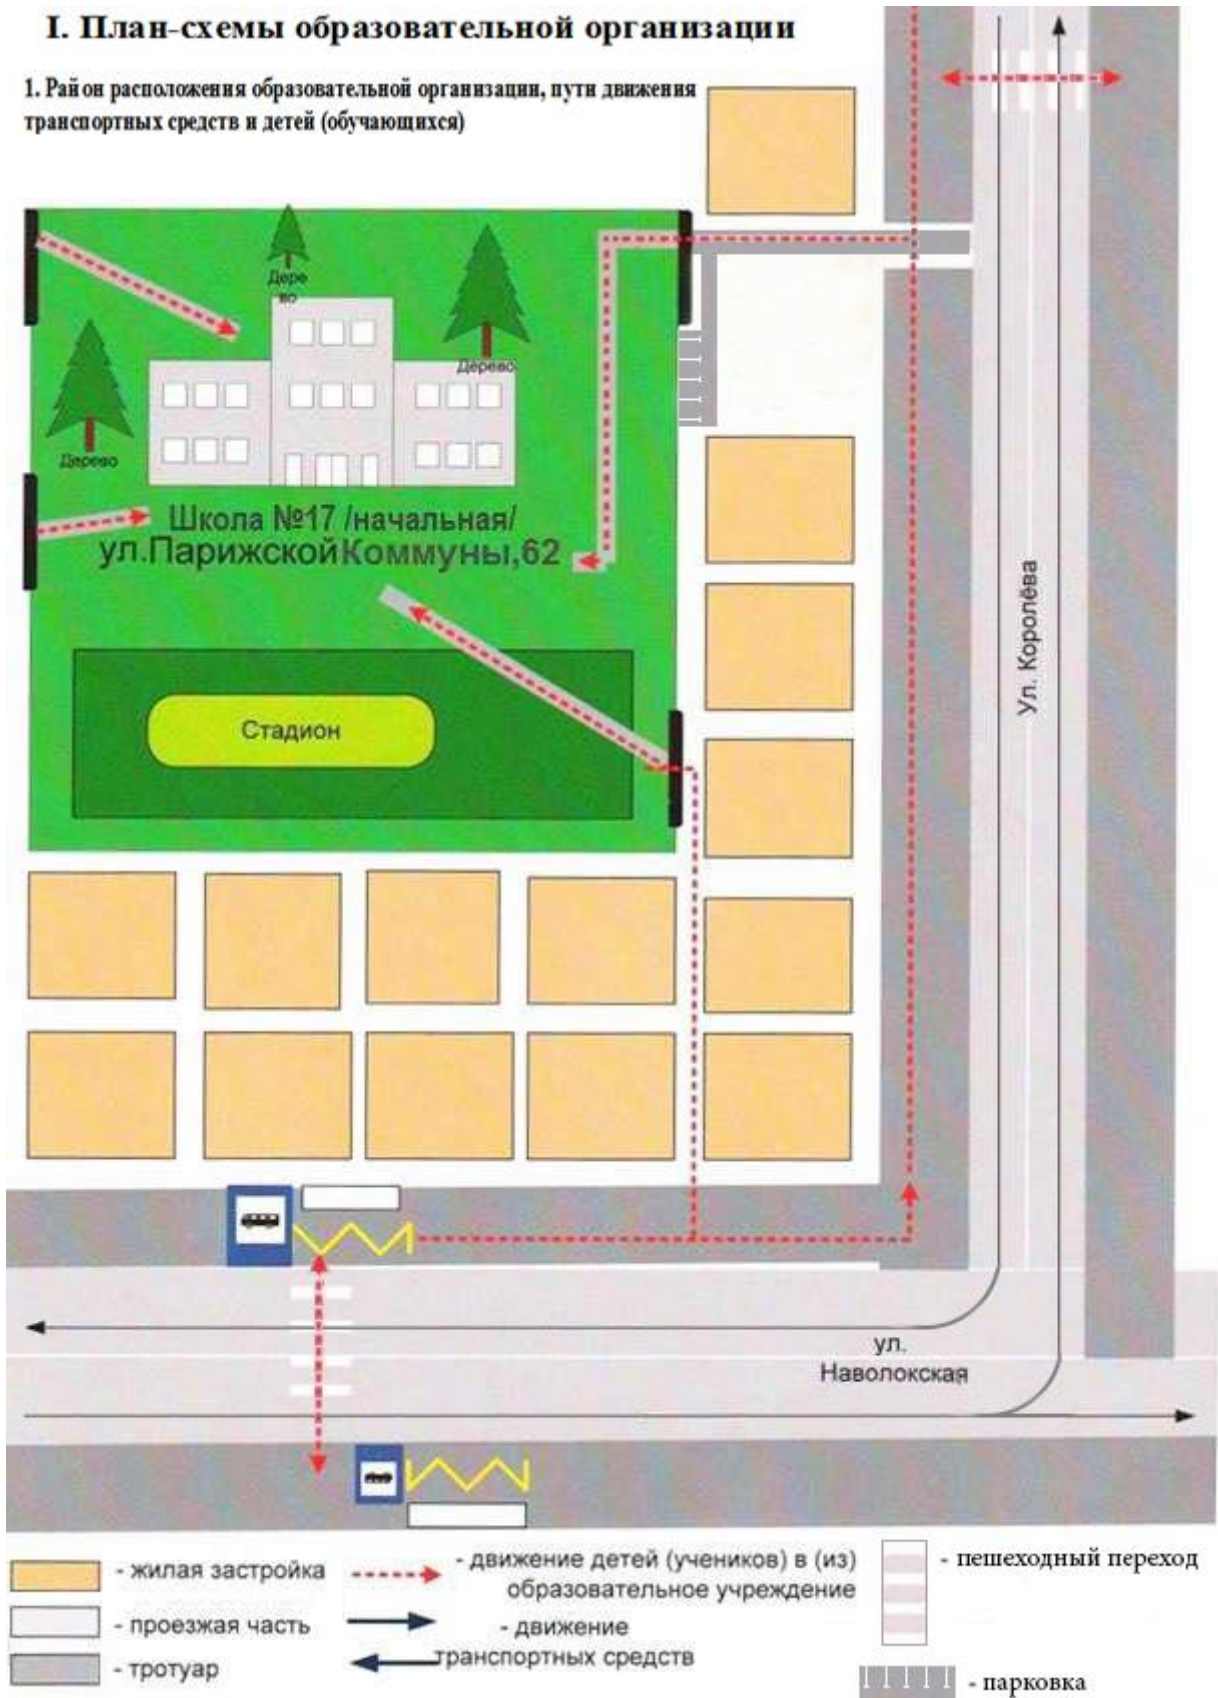 I. План-схемы образовательной организации
1. Район расположения образовательной организации, пути движения
транспортных средств и детей (обучающихся)
Дере
во
Дерево
Дерево
Школа №17 /начальная/
ул.Парижской Коммуны,62
Стадион
Ул. Королёва
ул.
Наволокская
- жилая застройка
- проезжая часть
- тротуар
- движение детей (учеников) в (из)
образовательное учреждение
- движение
транспортных средств
- пешеходный переход
- парковка